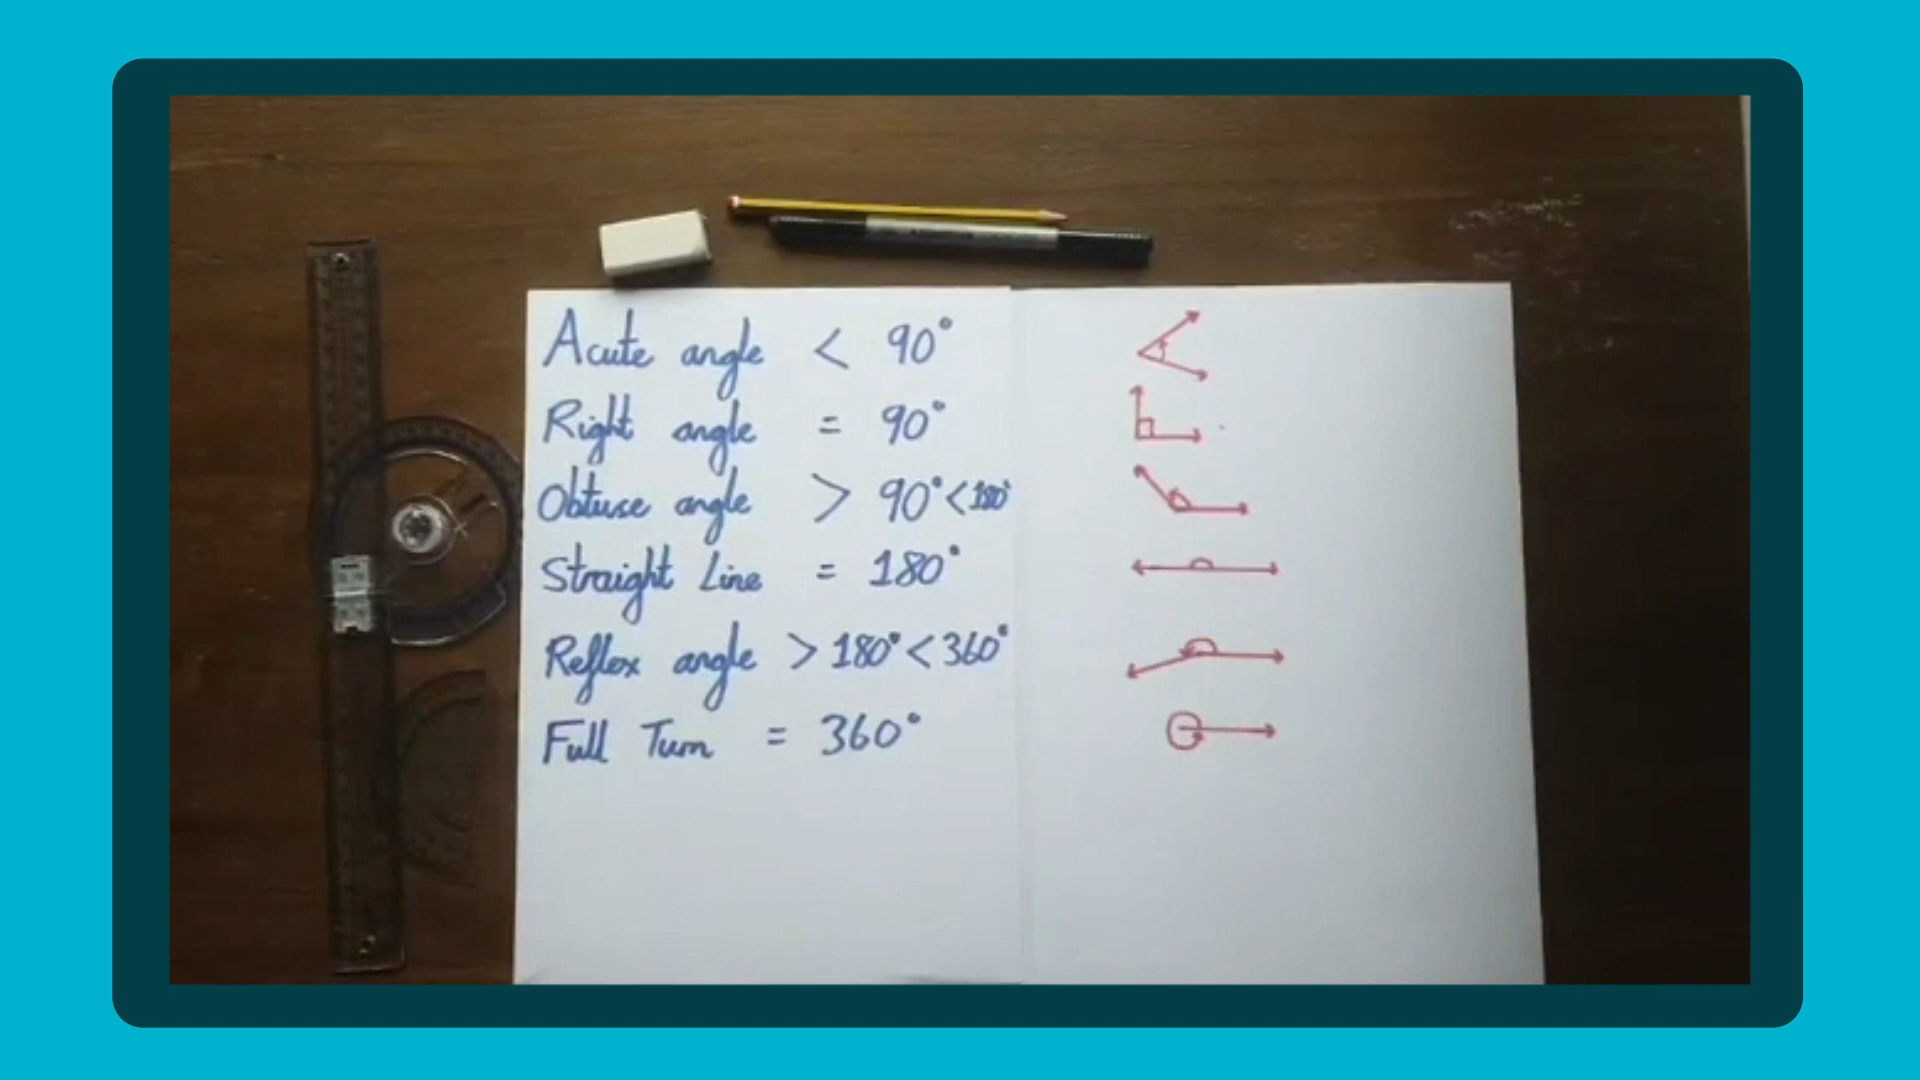 Acute angle < 90°
Right angle = 90°
Obtuse angle > 90° < 180°
Straight Line = 180°
Reflex angle > 180° < 360°
Full Turn = 360°